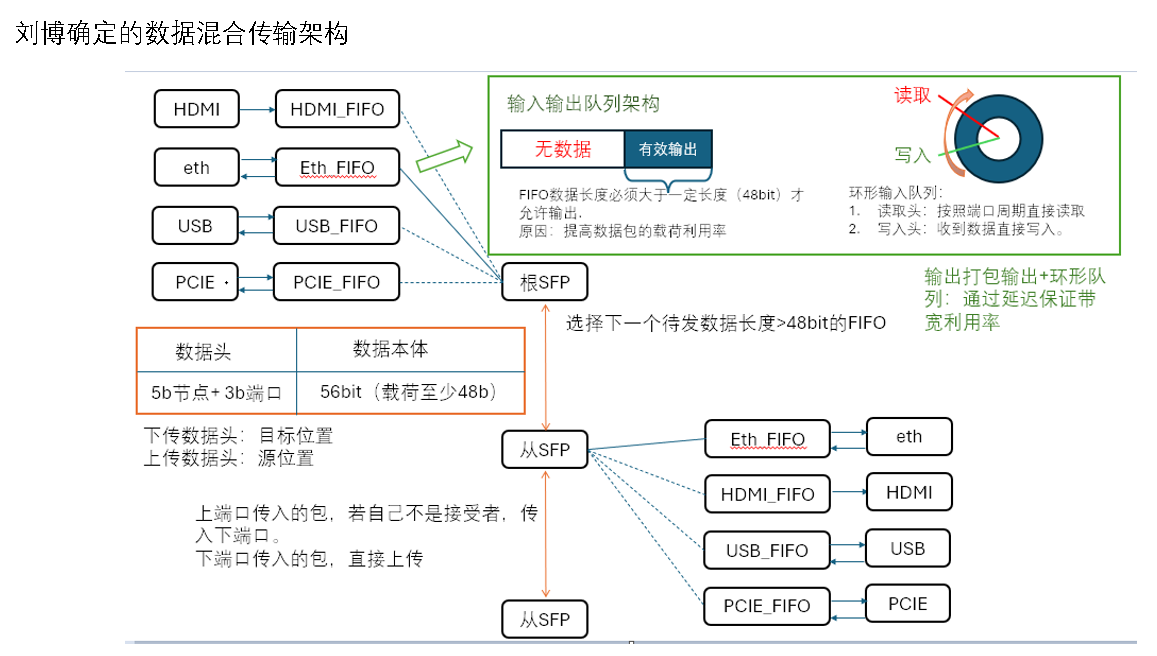 刘博确定的数据混合传输架构
HDMI
HDMI_FIFO
eth
Eth_FIFO
USB
USB_FIFO
PCIE
PCIE_FIFO
根SFP
输入输出队列架构
无数据
有效输出
FIFO数据长度必须大于一定长度（48bit）才
允许输出.
原因：提高数据包的载荷利用率
读取
写入
环形输入队列：
1. 读取头：按照端口周期直接读取
2. 写入头：收到数据直接写入。
输出打包输出+环形队
列：通过延迟保证带
宽利用率
选择下一个待发数据长度>48bit的FIFO
数据头
数据本体
5b节点+ 3b端口
56bit（载荷至少48b）
下传数据头：目标位置
上传数据头：源位置
从SFP
Eth_FIFO
eth
HDMI_FIFO
HDMI
USB_FIFO
USB
PCIE_FIFO
PCIE
上端口传入的包，若自己不是接受者，传
入下端口。
下端口传入的包，直接上传
从SFP